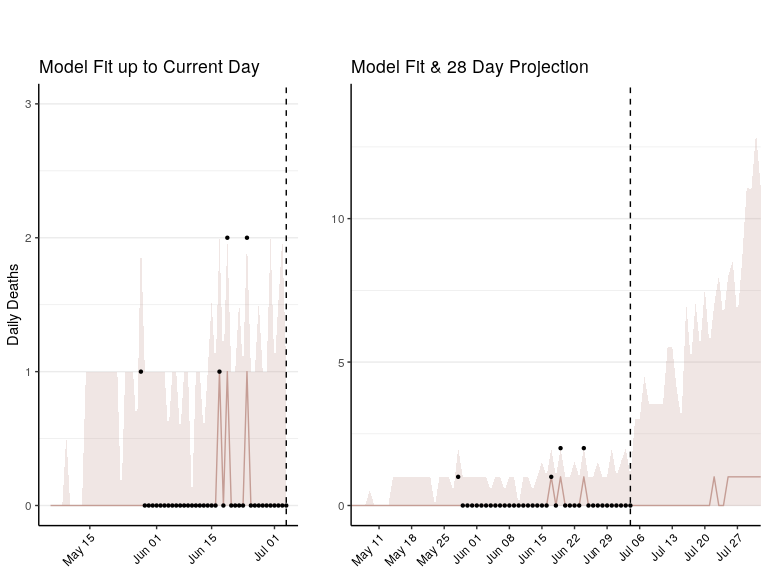 Model Fit up to Current Day
Model Fit & 28 Day Projection
Daily Deaths
3
2
1
0
May 15
Jun 01
Jun 15
Jul 01
10
5
0
May 11
May 18
May 25
Jun 01
Jun 08
Jun 15
Jun 22
Jun 29
Jul 06
Jul 13
Jul 20
Jul 27